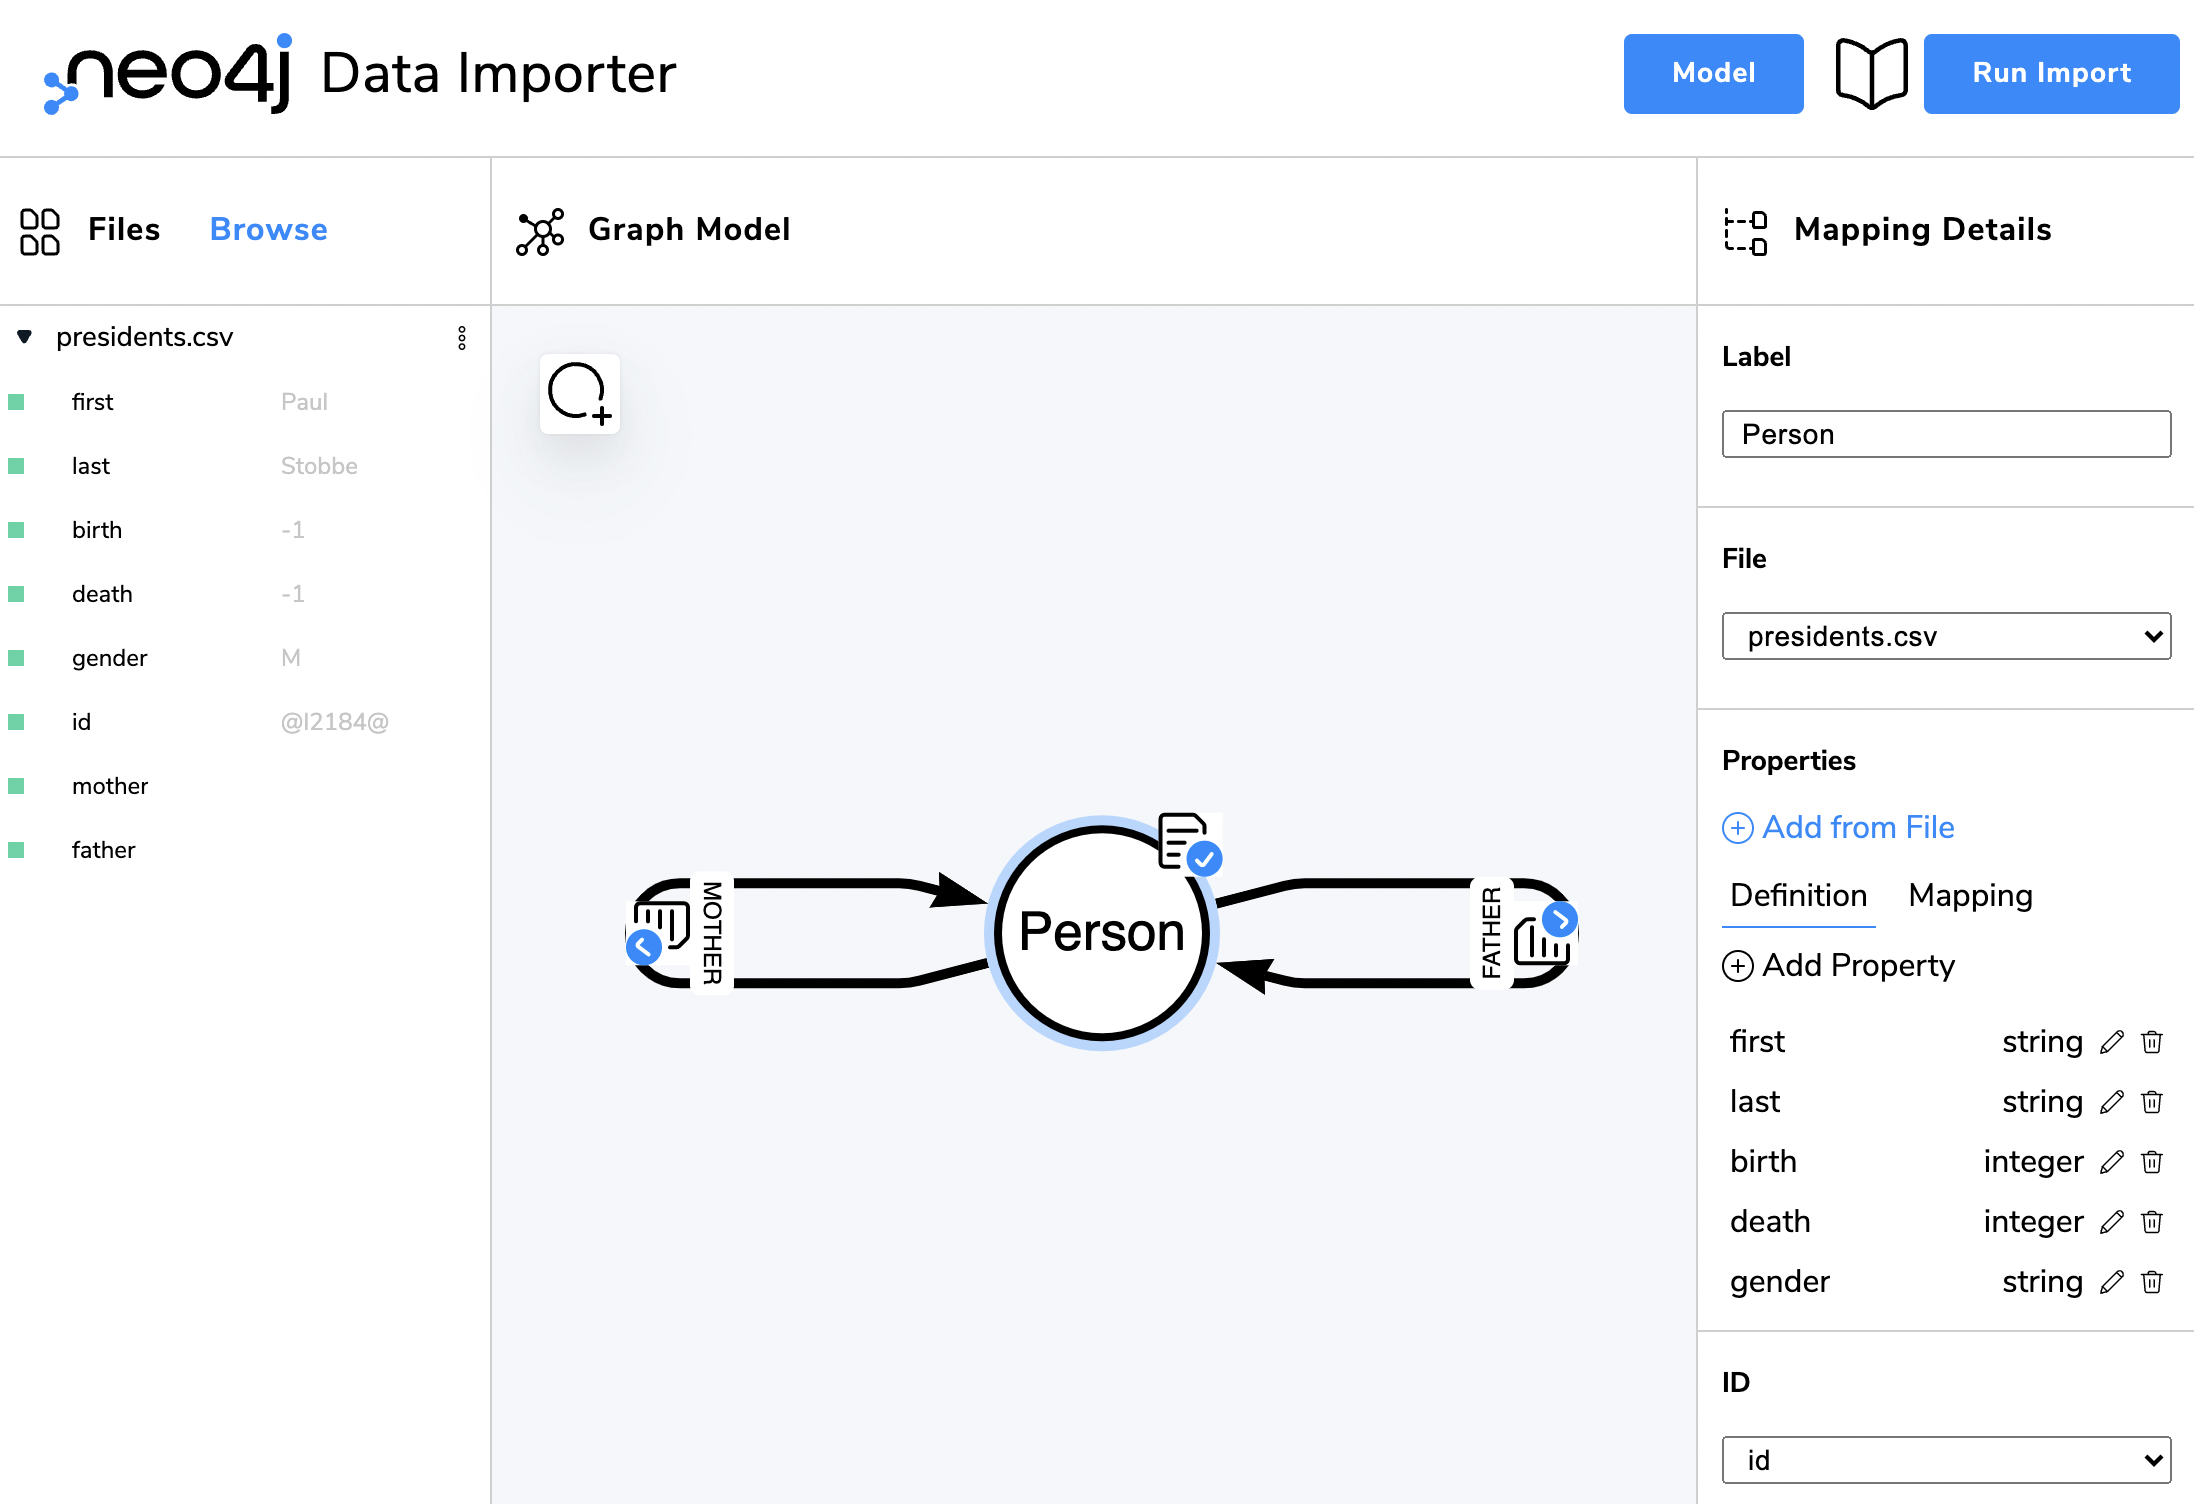 neo4j Data Importer
Model
Run Import
Files
Browse
Graph Model
Mapping Details
presidents.csv
first Paul
last Stobbe
birth -1
death -1
gender M
id @I2184@
mother
father
MOTHER
Person
FATHER
Label
Person
File
presidents.csv
Properties
Add from File
Definition Mapping
Add Property
first string
last string
birth integer
death integer
gender string
ID
id